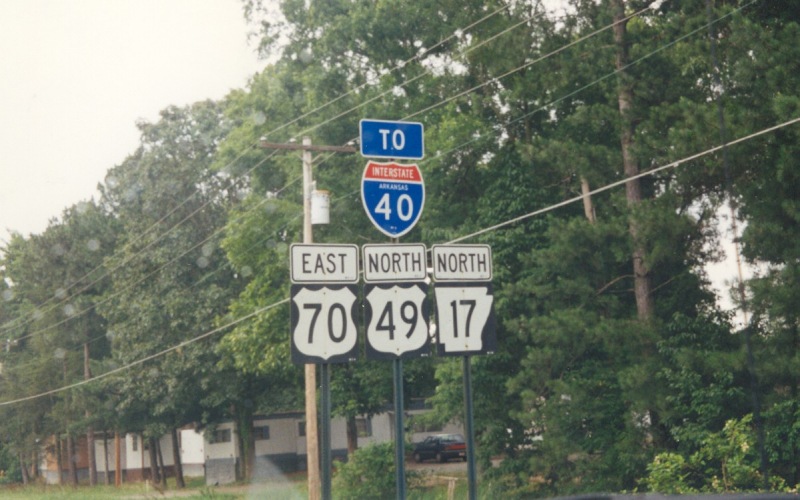 TO
INTERSTATE
ARKANSAS
40
EAST NORTH NORTH
70 49 17